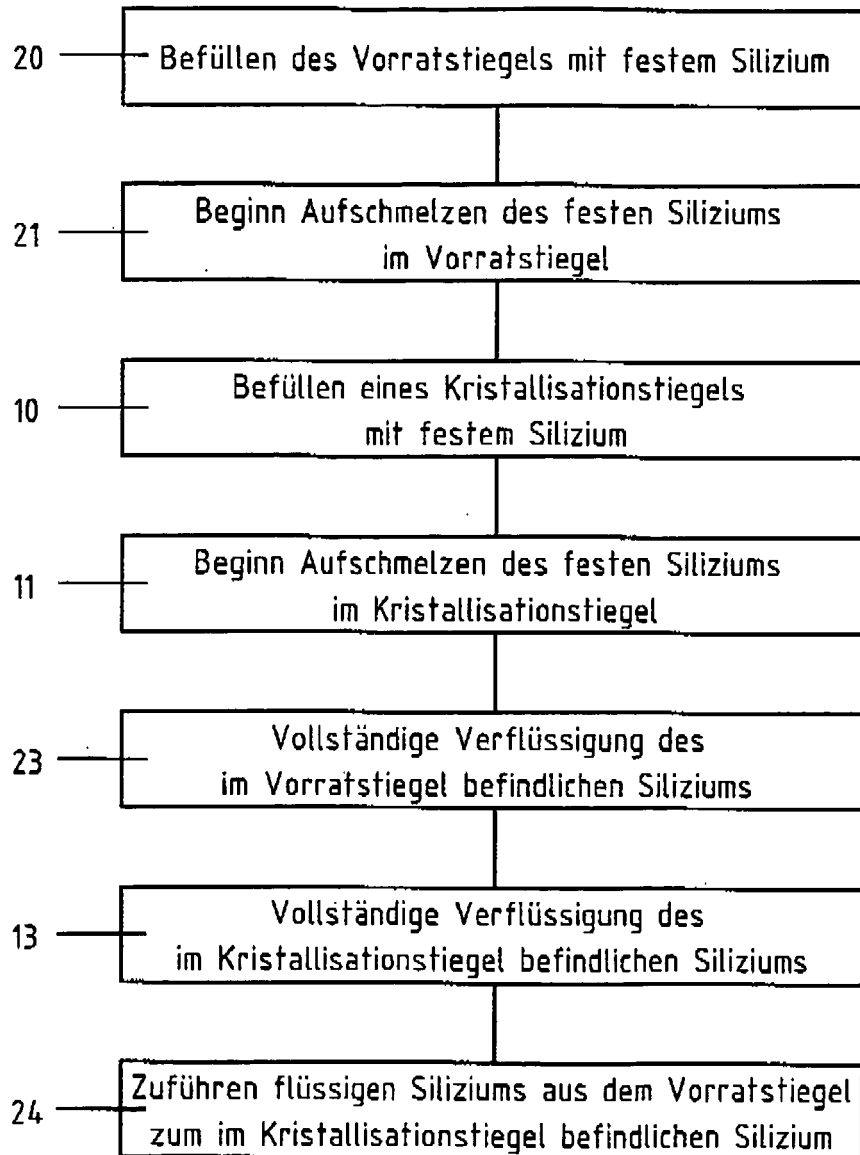 20
Befüllen des Vorratstiegels mit festem Silizium
21
Beginn Aufschmelzen des festen Siliziums
im Vorratstiegel
10
Befüllen eines Kristallisationstiegels
mit festem Silizium
11
Beginn Aufschmelzen des festen Siliziums
im Kristallisationstiegel
23
Vollständige Verflüssigung des
im Vorratstiegel befindlichen Siliziums
13
Vollständige Verflüssigung des
im Kristallisationstiegel befindlichen Siliziums
24
Zuführen flüssigen Siliziums aus dem Vorratstiegel
zum im Kristallisationstiegel befindlichen Silizium